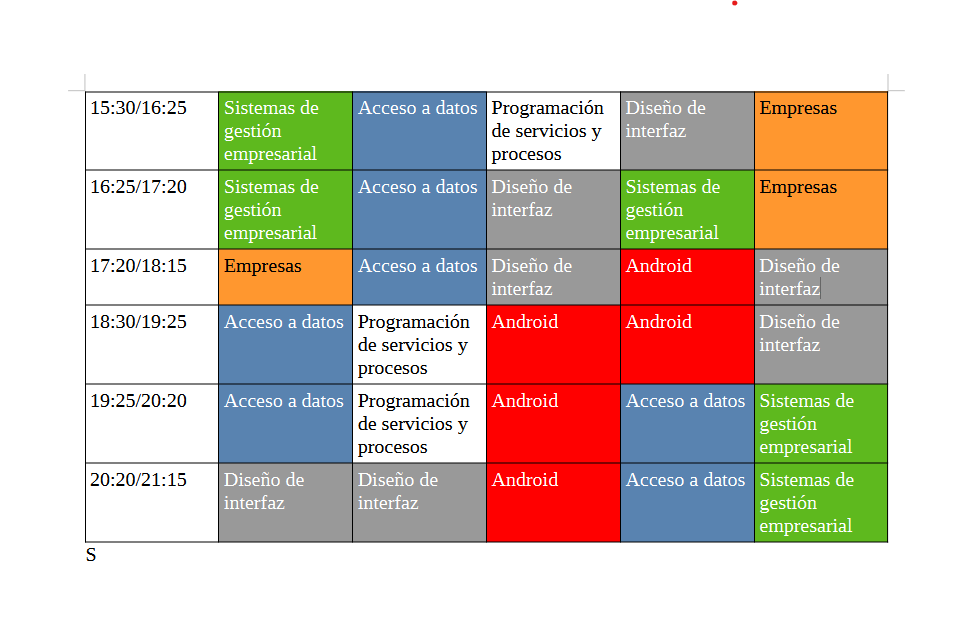 15:30/16:25 Sistemas de gestión empresarial Acceso a datos Programación de servicios y procesos Diseño de interfaz Empresas
16:25/17:20 Sistemas de gestión empresarial Acceso a datos Diseño de interfaz Sistemas de gestión empresarial Empresas
17:20/18:15 Empresas Acceso a datos Diseño de interfaz Android Diseño de interfaz
18:30/19:25 Acceso a datos Programación de servicios y procesos Android Android Diseño de interfaz
19:25/20:20 Acceso a datos Programación de servicios y procesos Android Acceso a datos Sistemas de gestión empresarial
20:20/21:15 Diseño de interfaz Diseño de interfaz Android Acceso a datos Sistemas de gestión empresarial
S